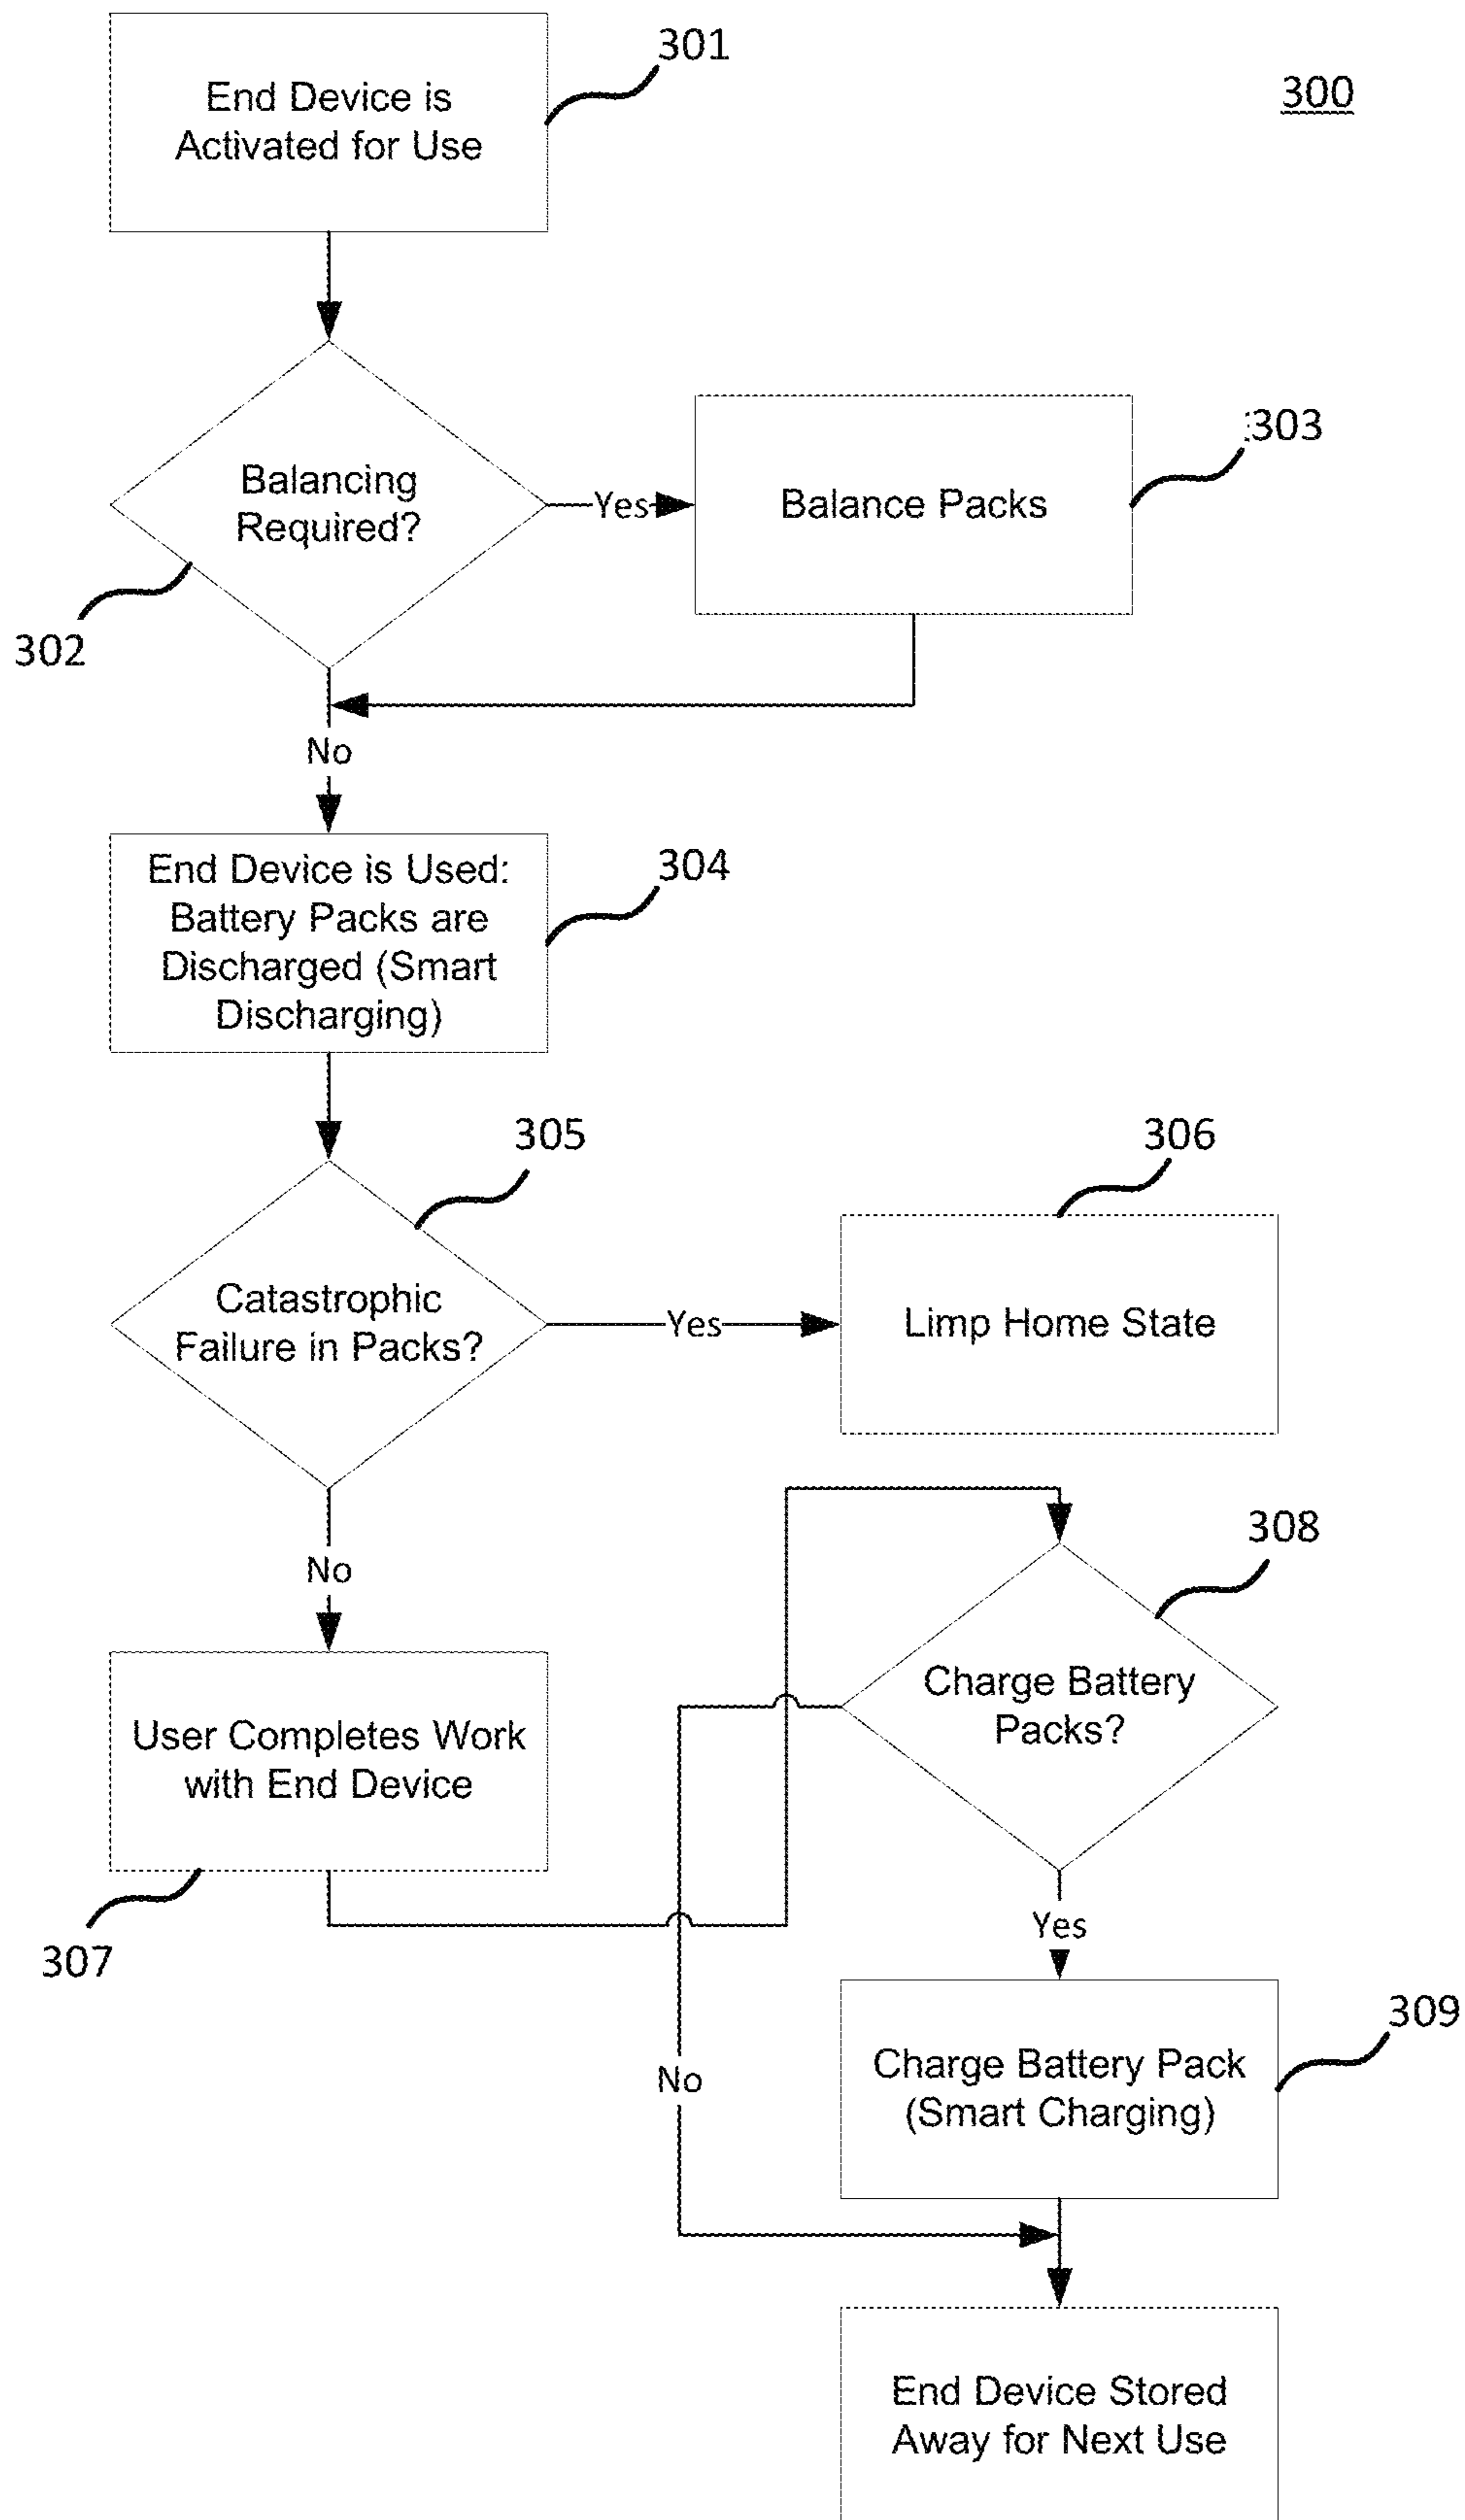 301
300
End Device is
Activated for Use
303
Balancing
Required?
Yes
Balance Packs
302
No
304
End Device is Used:
Battery Packs are
Discharged (Smart
Discharging)
305
306
Catastrophic
Failure in Packs?
Yes
Limp Home State
308
No
Charge Battery
Packs?
User Completes Work
with End Device
Yes
307
309
No
Charge Battery Pack
(Smart Charging)
End Device Stored
Away for Next Use